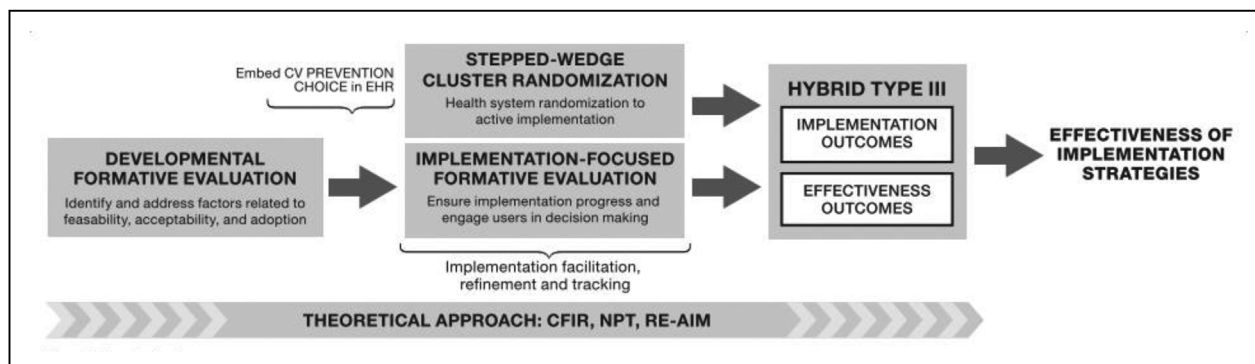 Embed CV PREVENTION
CHOICE in EHR
STEPPED-WEDGE
CLUSTER RANDOMIZATION
Health system randomization to
active implementation
DEVELOPMENTAL
FORMATIVE EVALUATION
Identify and address factors related to
feasability, acceptability, and adoption
IMPLEMENTATION-FOCUSED
FORMATIVE EVALUATION
Ensure implementation progress and
engage users in decision making
Implementation facilitation,
refinement and tracking
HYBRID TYPE III
IMPLEMENTATION
OUTCOMES
EFFECTIVENESS
OUTCOMES
EFFECTIVENESS OF
IMPLEMENTATION
STRATEGIES
THEORETICAL APPROACH: CFIR, NPT, RE-AIM